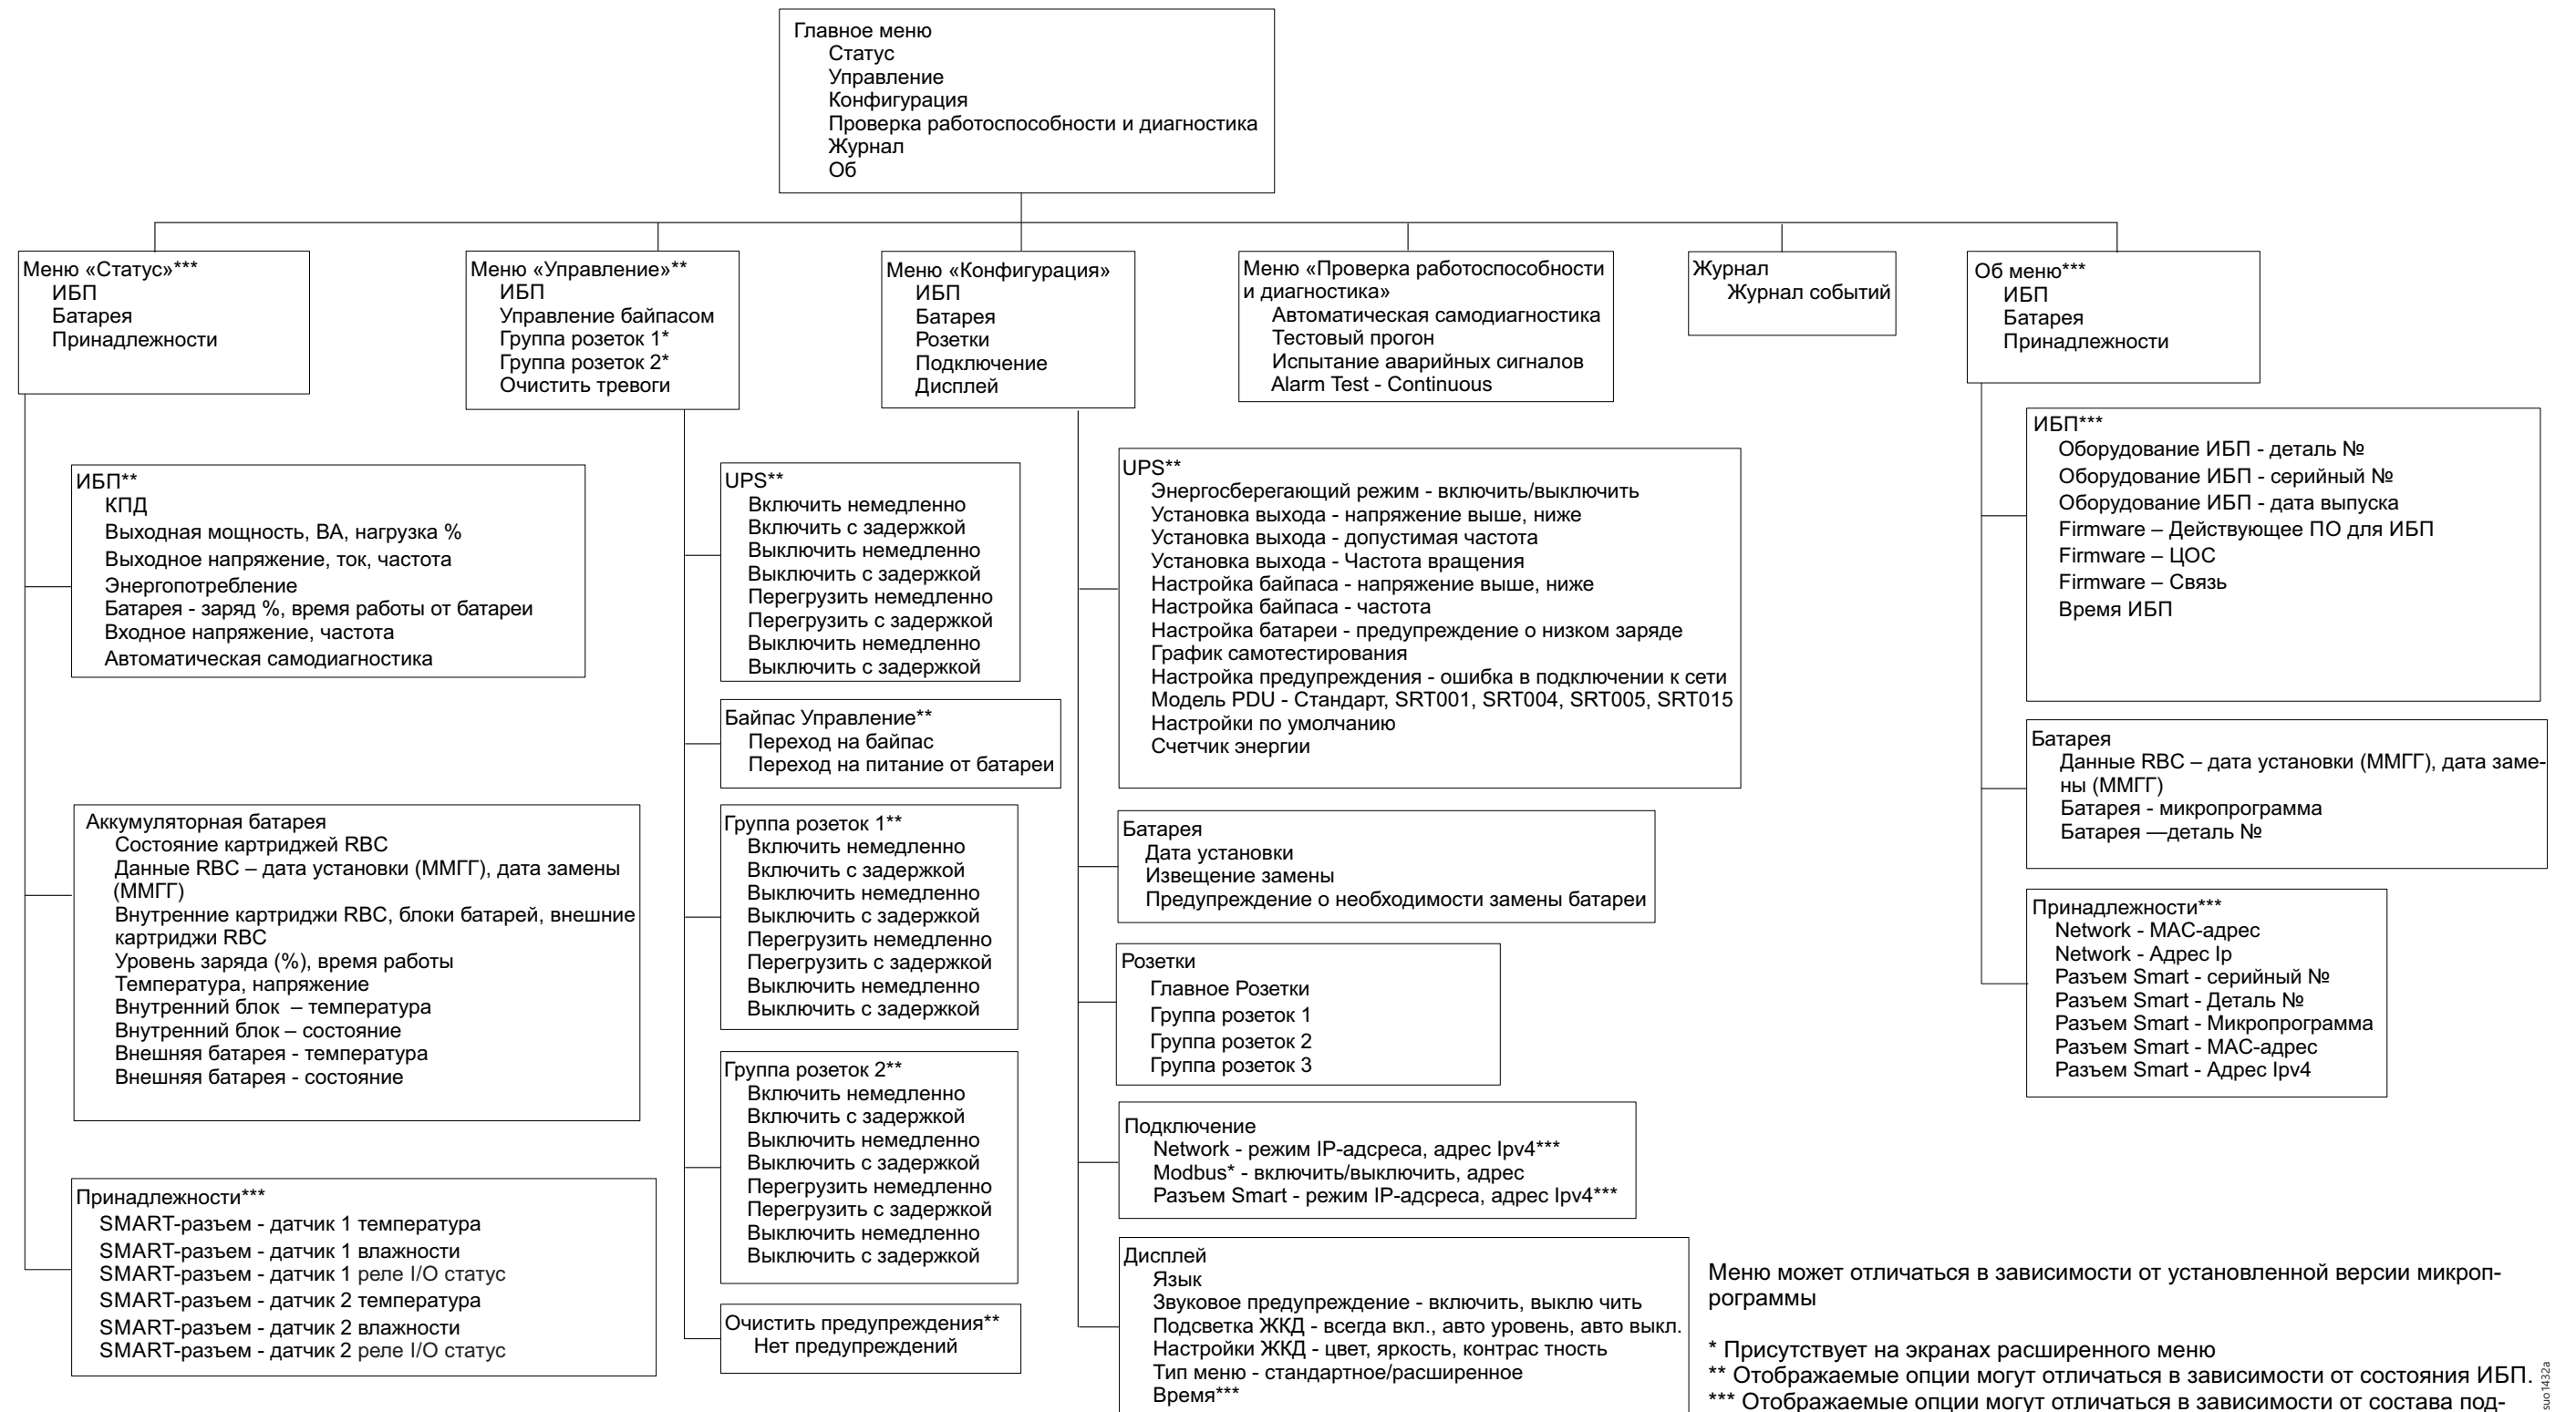 Главное меню
Статус
Управление
Конфигурация
Проверка работоспособности и диагностика
Журнал
Об
Меню «Статус»***
ИБП
Батарея
Принадлежности
Меню «Управление»**
ИБП
Управление байпасом
Группа розеток 1*
Группа розеток 2*
Очистить тревоги
Меню «Конфигурация»
ИБП
Батарея
Розетки
Подключение
Дисплей
Меню «Проверка работоспособности
и диагностика»
Автоматическая самодиагностика
Тестовый прогон
Испытание аварийных сигналов
Alarm Test - Continuous
Журнал
Журнал событий
Об меню***
ИБП
Батарея
Принадлежности
ИБП**
КПД
Выходная мощность, ВА, нагрузка %
Выходное напряжение, ток, частота
Энергопотребление
Батарея - заряд %, время работы от батареи
Входное напряжение, частота
Автоматическая самодиагностика
Аккумуляторная батарея
Состояние картриджей RBC
Данные RBC – дата установки (ММГГ), дата замены
(ММГГ)
Внутренние картриджи RBC, блоки батарей, внешние
картриджи RBC
Уровень заряда (%), время работы
Температура, напряжение
Внутренний блок – температура
Внутренний блок – состояние
Внешняя батарея - температура
Внешняя батарея - состояние
Принадлежности***
SMART-разъем - датчик 1 температура
SMART-разъем - датчик 1 влажности
SMART-разъем - датчик 1 реле I/O статус
SMART-разъем - датчик 2 температура
SMART-разъем - датчик 2 влажности
SMART-разъем - датчик 2 реле I/O статус
UPS**
Включить немедленно
Включить с задержкой
Выключить немедленно
Выключить с задержкой
Перегрузить немедленно
Перегрузить с задержкой
Выключить немедленно
Выключить с задержкой
Байпас Управление**
Переход на байпас
Переход на питание от батареи
Группа розеток 1**
Включить немедленно
Включить с задержкой
Выключить немедленно
Выключить с задержкой
Перегрузить немедленно
Перегрузить с задержкой
Выключить немедленно
Выключить с задержкой
Группа розеток 2**
Включить немедленно
Включить с задержкой
Выключить немедленно
Выключить с задержкой
Перегрузить немедленно
Перегрузить с задержкой
Выключить немедленно
Выключить с задержкой
Очистить предупреждения**
Нет предупреждений
UPS**
Энергосберегающий режим - включить/выключить
Установка выхода - напряжение выше, ниже
Установка выхода - допустимая частота
Установка выхода - Частота вращения
Настройка байпаса - напряжение выше, ниже
Настройка байпаса - частота
Настройка батареи - предупреждение о низком заряде
График самотестирования
Настройка предупреждения - ошибка в подключении к сети
Модель PDU - Стандарт, SRT001, SRT004, SRT005, SRT015
Настройки по умолчанию
Счетчик энергии
Батарея
Дата установки
Извещение замены
Предупреждение о необходимости замены батареи
Розетки
Главное Розетки
Группа розеток 1
Группа розеток 2
Группа розеток 3
Подключение
Network - режим IP-адсреса, адрес Ipv4***
Modbus* - включить/выключить, адрес
Разъем Smart - режим IP-адсреса, адрес Ipv4***
Дисплей
Язык
Звуковое предупреждение - включить, выклю чить
Подсветка ЖКД - всегда вкл., авто уровень, авто выкл.
Настройки ЖКД - цвет, яркость, контрас тность
Тип меню - стандартное/расширенное
Время***
ИБП***
Оборудование ИБП - деталь №
Оборудование ИБП - серийный №
Оборудование ИБП - дата выпуска
Firmware – Действующее ПО для ИБП
Firmware – ЦОС
Firmware – Связь
Время ИБП
Батарея
Данные RBC – дата установки (ММГГ), дата заме-
ны (ММГГ)
Батарея - микропрограмма
Батарея —деталь №
Принадлежности***
Network - MAC-адрес
Network - Адрес Ip
Разъем Smart - серийный №
Разъем Smart - Деталь №
Разъем Smart - Микропрограмма
Разъем Smart - MAC-адрес
Разъем Smart - Адрес Ipv4
Меню может отличаться в зависимости от установленной версии микроп-
рограммы
* Присутствует на экранах расширенного меню
** Отображаемые опции могут отличаться в зависимости от состояния ИБП.
*** Отображаемые опции могут отличаться в зависимости от состава под-
suo1432a